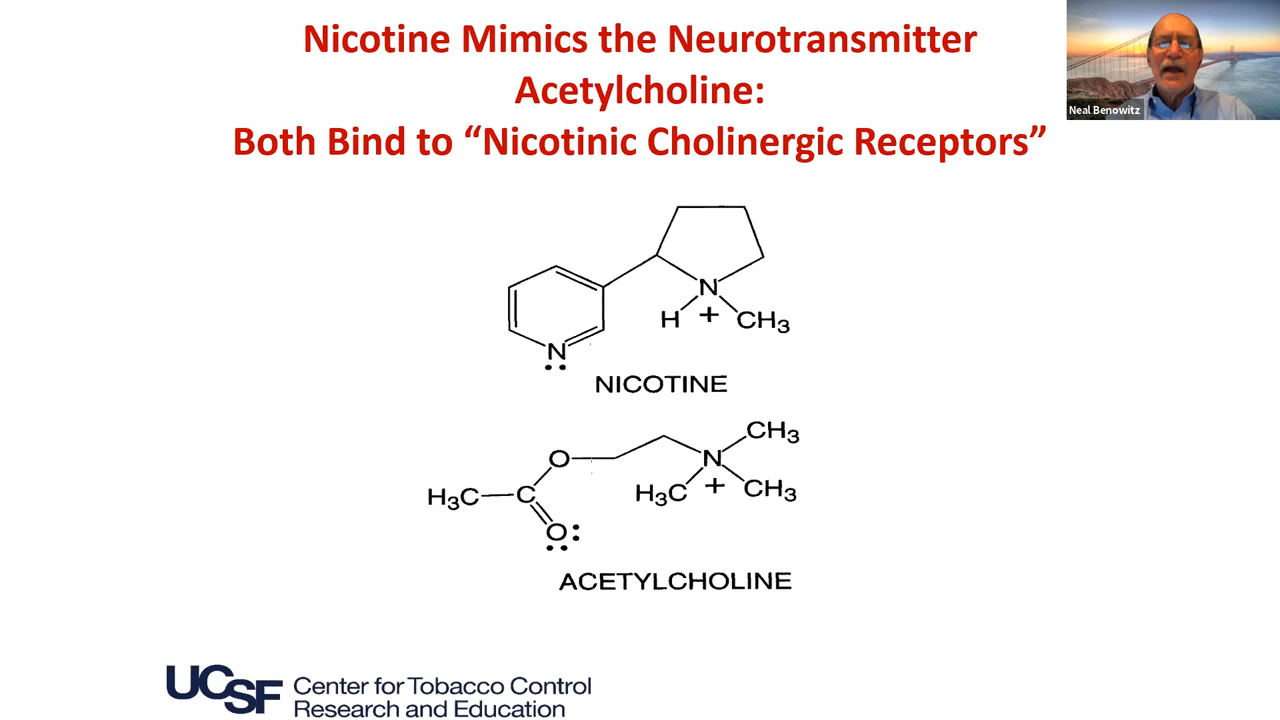 Nicotine Mimics the Neurotransmitter
Acetylcholine:
Both Bind to “Nicotinic Cholinergic Receptors”
Neal Benowitz
N
H
+
CH3
N
NICOTINE
CH3
O
N
H3C
C
H3C
+
CH3
O
ACETYLCHOLINE
UCSF
Center for Tobacco Control
Research and Education